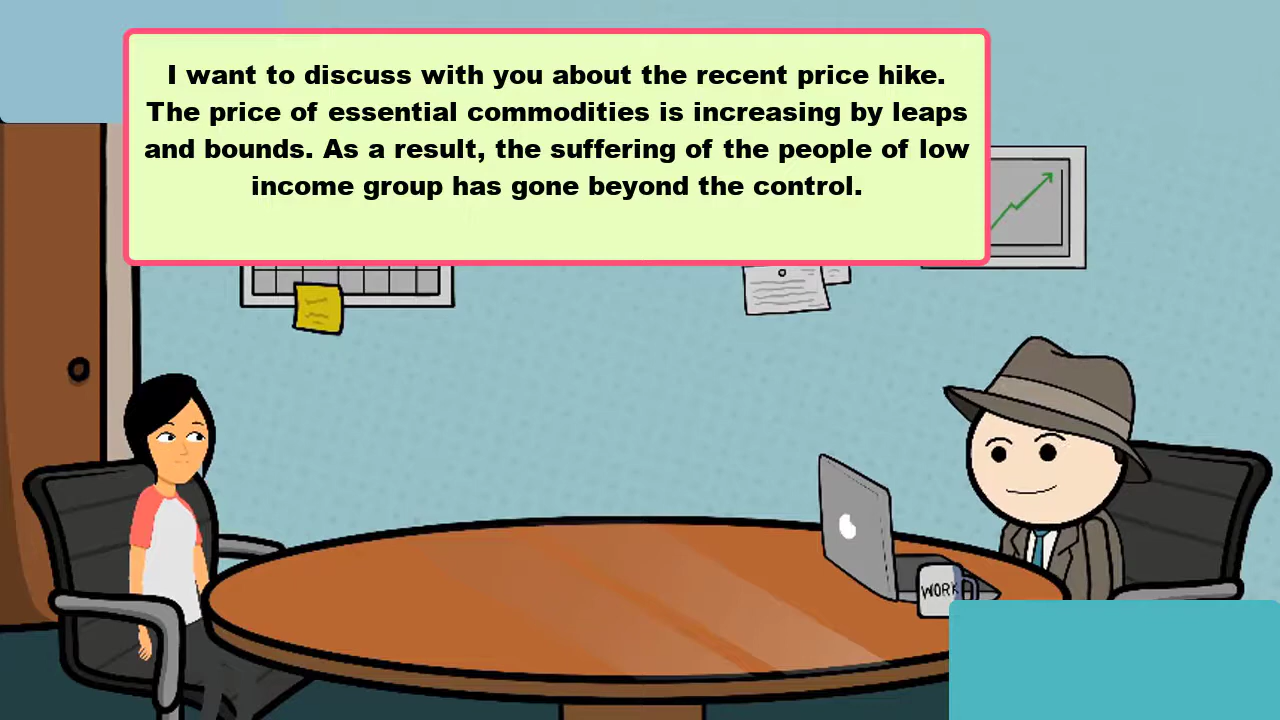 I want to discuss with you about the recent price hike.
The price of essential commodities is increasing by leaps
and bounds. As a result, the suffering of the people of low
income group has gone beyond the control.
WORK